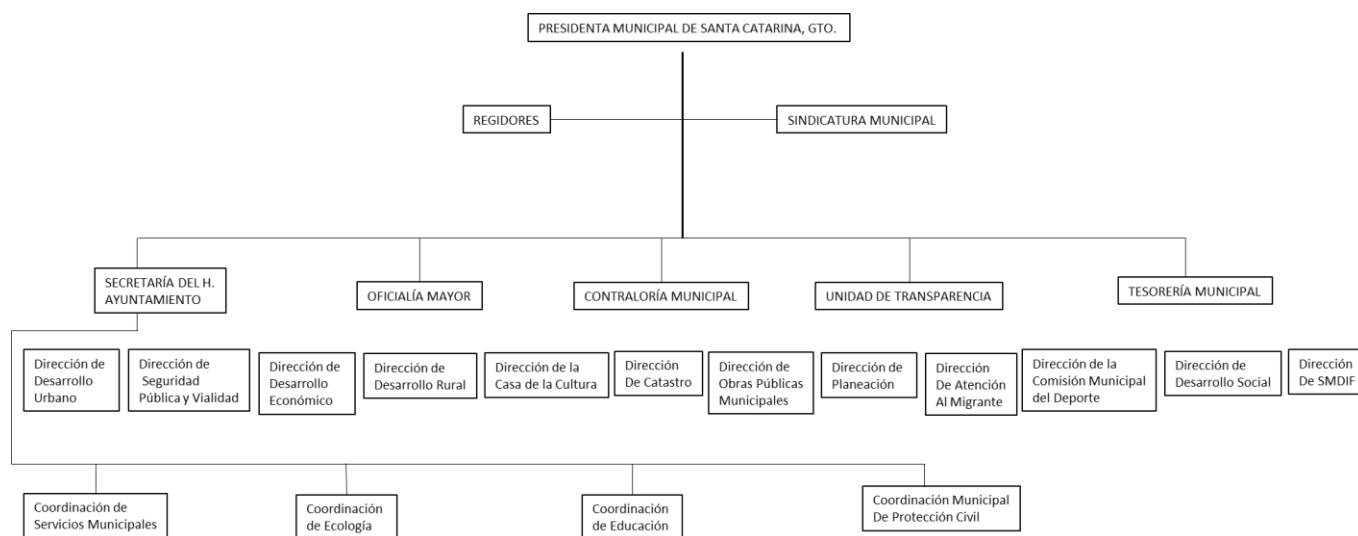 PRESIDENTA MUNICIPAL DE SANTA CATARINA, GTO.
REGIDORES
SINDICATURA MUNICIPAL
SECRETARÍA DEL H.
AYUNTAMIENTO
OFICIALÍA MAYOR
CONTRALORÍA MUNICIPAL
UNIDAD DE TRANSPARENCIA
TESORERÍA MUNICIPAL
Dirección de
Desarrollo
Urbano
Dirección de
Seguridad
Pública y Vialidad
Dirección de
Desarrollo
Económico
Dirección de
Desarrollo Rural
Dirección de la
Casa de la Cultura
Dirección
De Catastro
Dirección de
Obras Públicas
Municipales
Dirección de
Planeación
Dirección
De Atención
Al Migrante
Dirección de la
Comisión Municipal
del Deporte
Dirección de
Desarrollo Social
Dirección
De SMDIF
Coordinación de
Servicios Municipales
Coordinación
de Ecología
Coordinación
de Educación
Coordinación Municipal
De Protección Civil